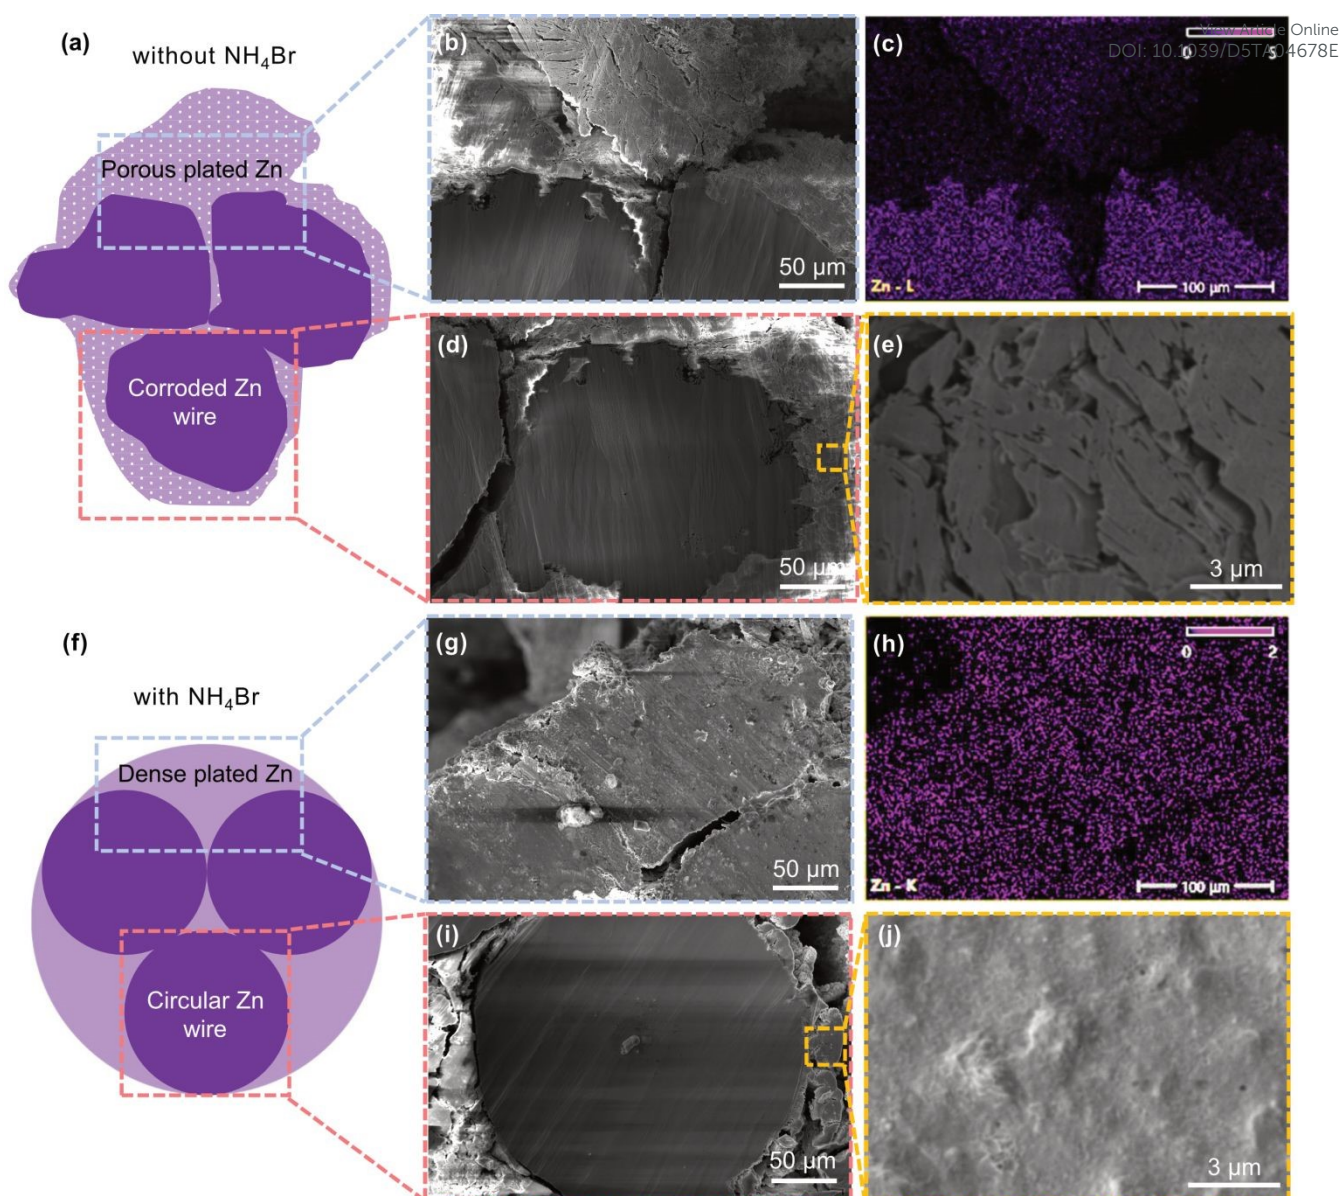 View Article Online
DOI: 10.1039/D5TA04678E
(a)
without NH₄Br
Porous plated Zn
Corroded Zn
wire
(b)
50 µm
(c)
0 5
Zn - L
100 µm
(d)
50 µm
(e)
3 µm
(f)
with NH₄Br
Dense plated Zn
Circular Zn
wire
(g)
50 µm
(h)
0 2
Zn - K
100 µm
(i)
50 µm
(j)
3 µm